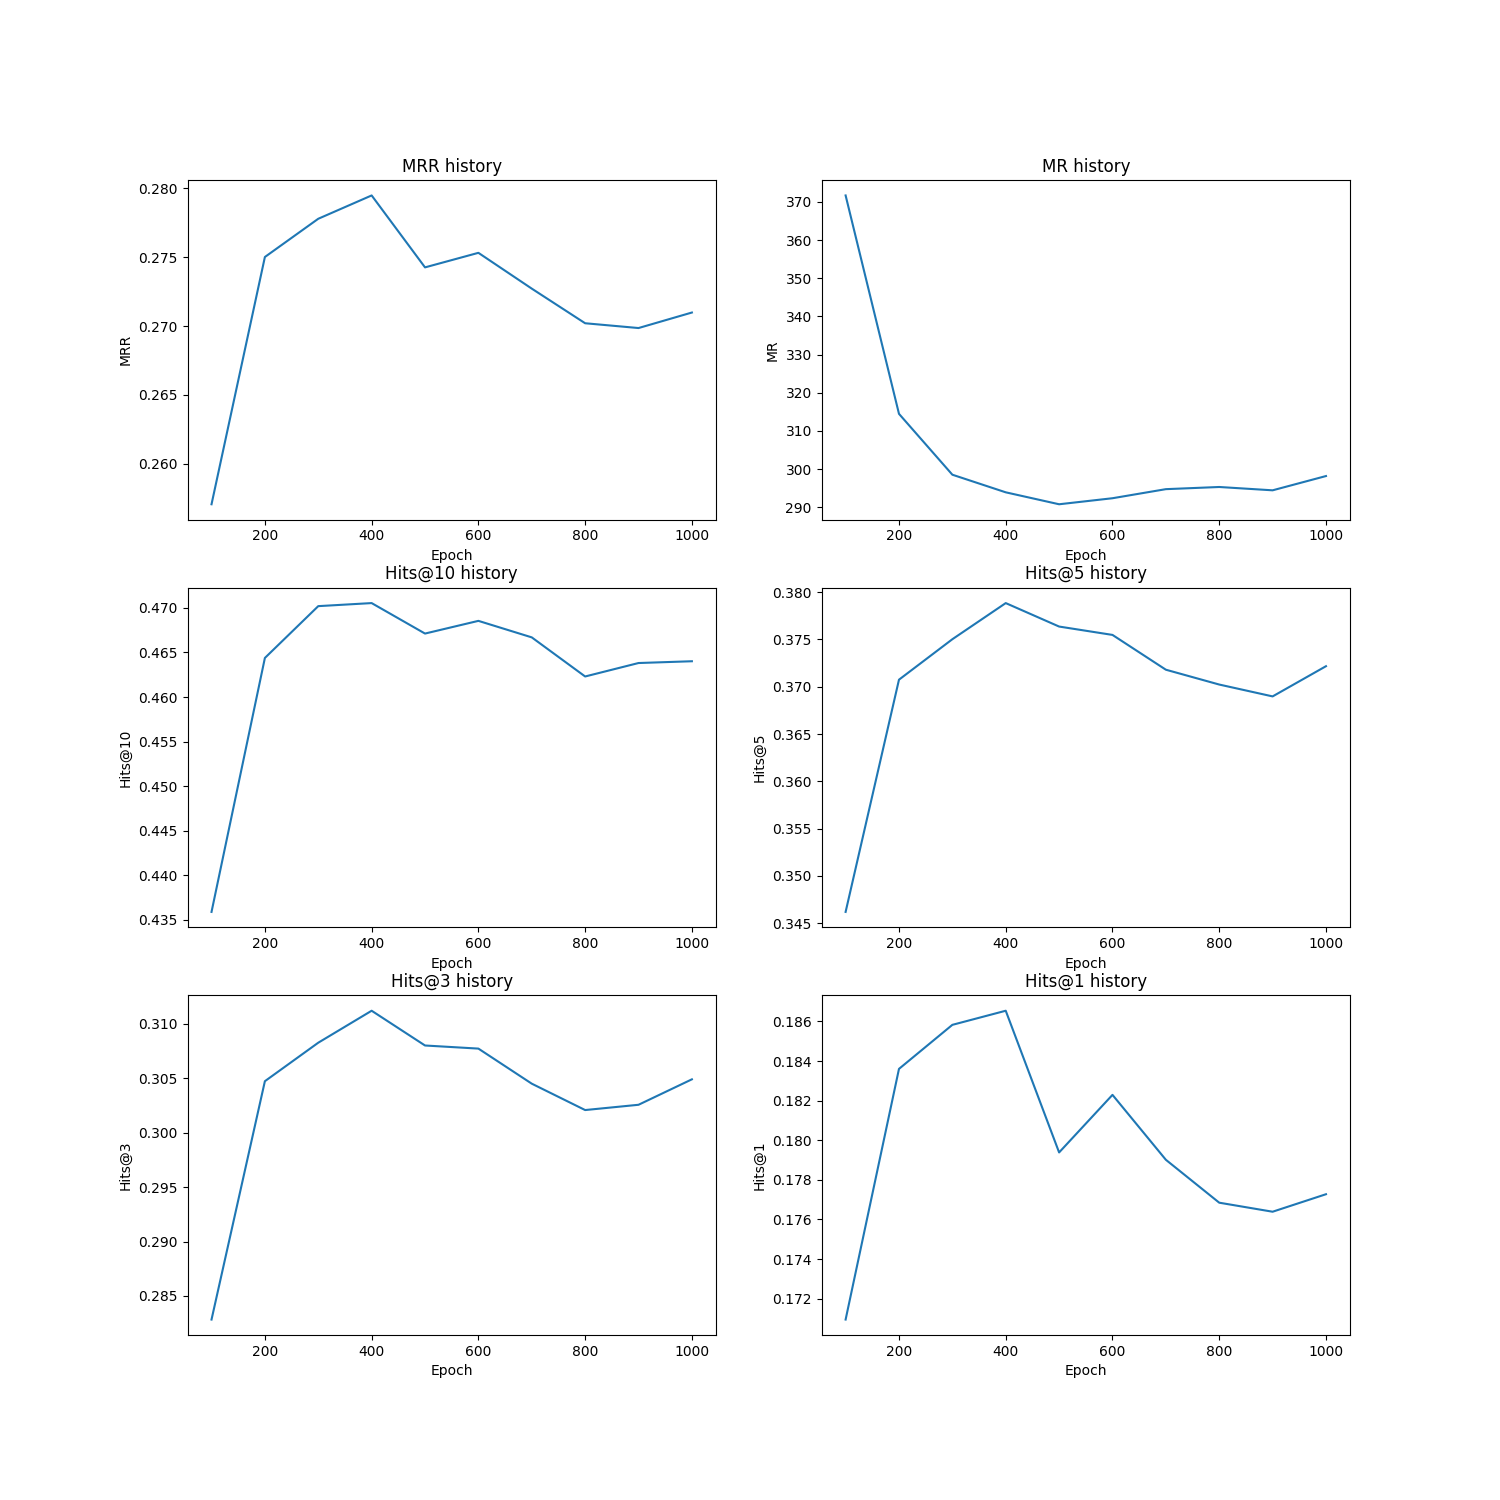 MRR history
0.280
0.275
0.270
0.265
0.260
MRR
200 400 600 800 1000
Epoch
MR history
370
360
350
340
330
320
310
300
290
MR
200 400 600 800 1000
Epoch
Hits@10 history
0.470
0.465
0.460
0.455
0.450
0.445
0.440
0.435
Hits@10
200 400 600 800 1000
Epoch
Hits@5 history
0.380
0.375
0.370
0.365
0.360
0.355
0.350
0.345
Hits@5
200 400 600 800 1000
Epoch
Hits@3 history
0.310
0.305
0.300
0.295
0.290
0.285
Hits@3
200 400 600 800 1000
Epoch
Hits@1 history
0.186
0.184
0.182
0.180
0.178
0.176
0.174
0.172
Hits@1
200 400 600 800 1000
Epoch